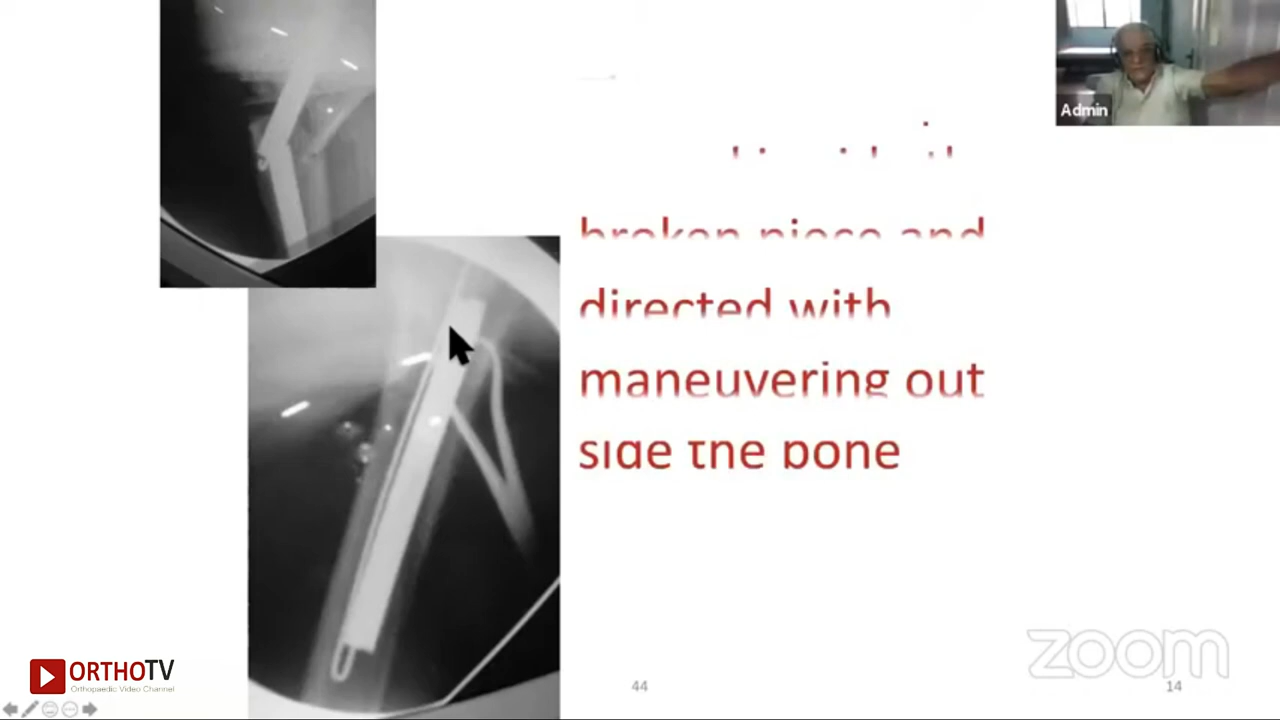 Admin
broken piece and
directed with
maneuvering out
side the bone
ORTHOTV
Orthopaedic Video Channel
44
zoom
14